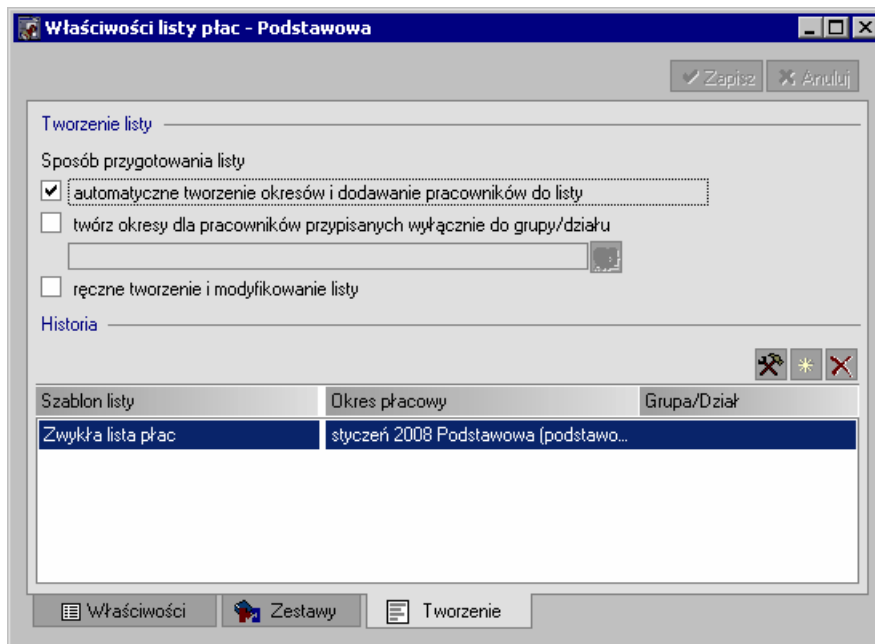 Właściwości listy płac - Podstawowa
Zapisz Anuluj
Tworzenie listy
Sposób przygotowania listy
automatyczne tworzenie okresów i dodawanie pracowników do listy
twórz okresy dla pracowników przypisanych wyłącznie do grupy/działu
ręczne tworzenie i modyfikowanie listy
Historia
Szablon listy Okres płacowy Grupa/Dział
Zwykła lista płac styczeń 2008 Podstawowa (podstawo...
Właściwości Zestawy Tworzenie